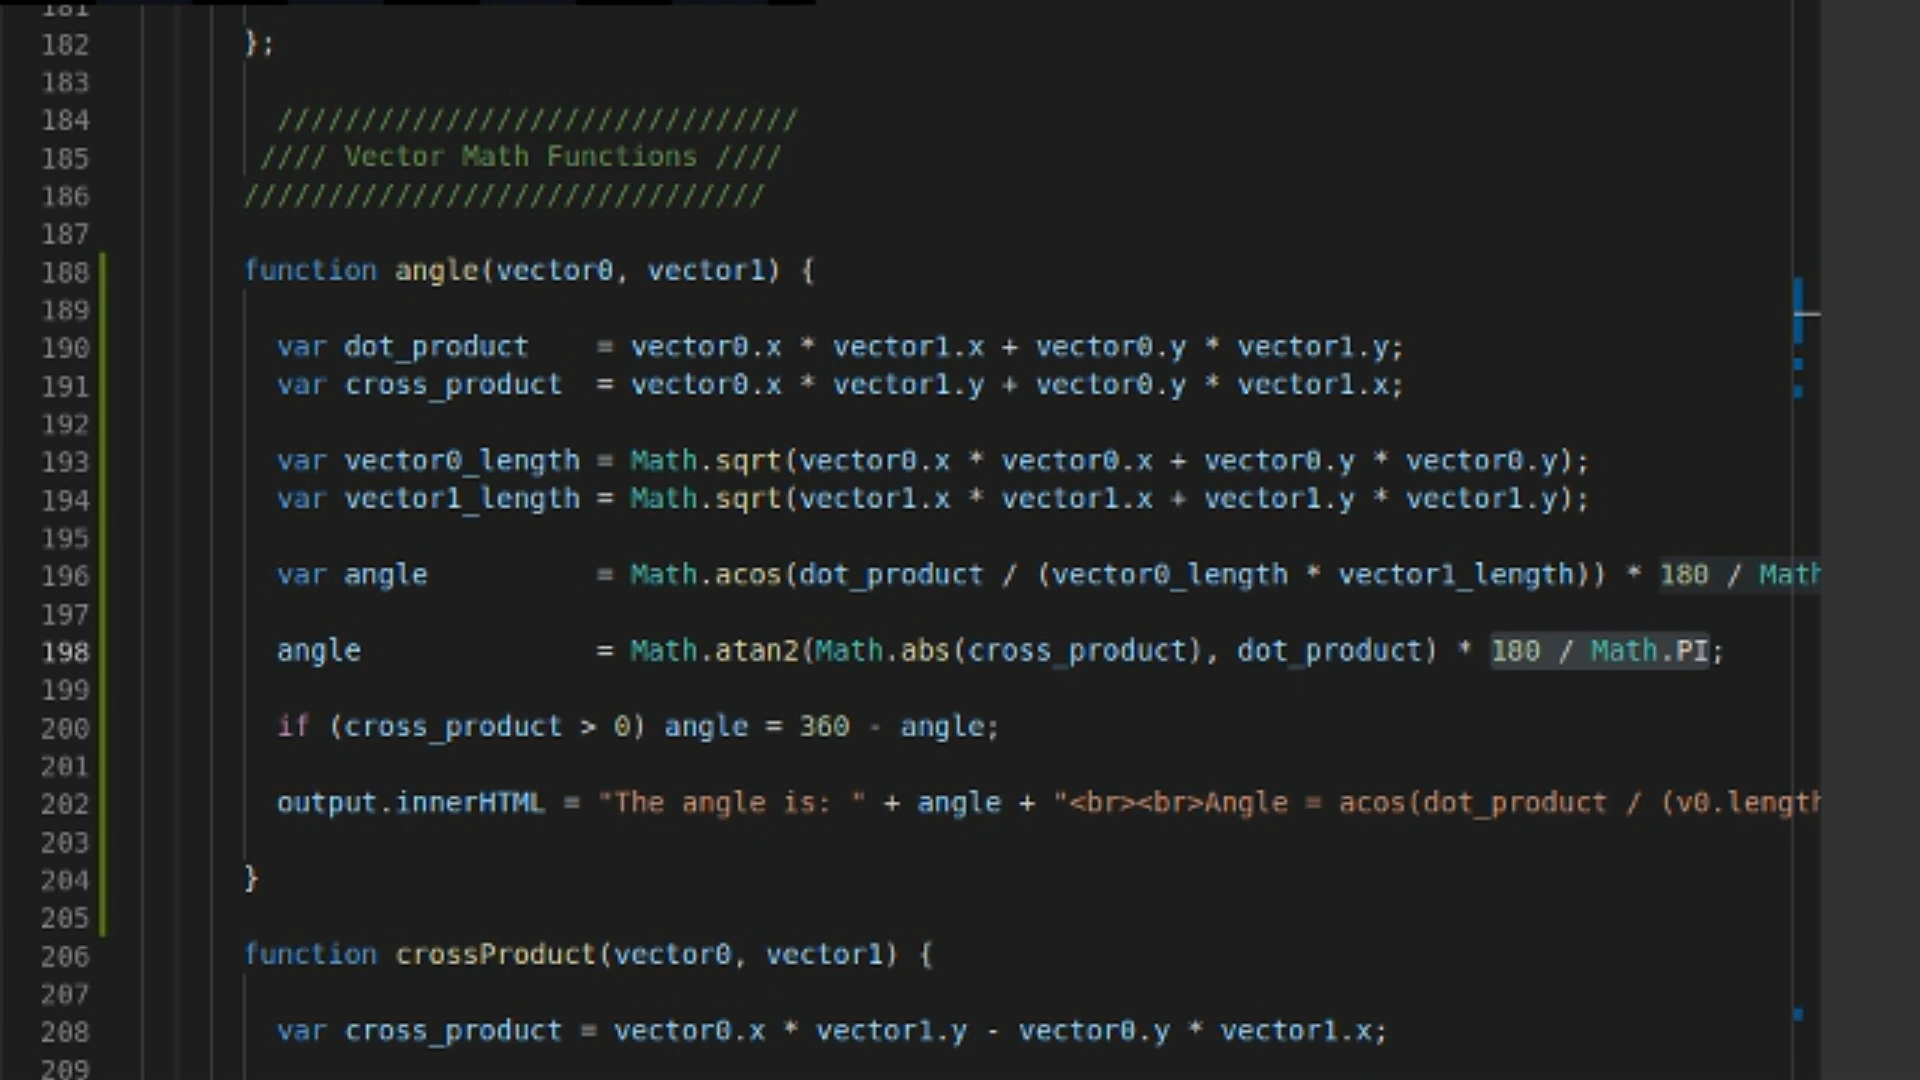 181
182 };
183
184 ///////////////////////////////
185 //// Vector Math Functions ////
186 ///////////////////////////////
187
188 function angle(vector0, vector1) {
189
190 var dot_product = vector0.x * vector1.x + vector0.y * vector1.y;
191 var cross_product = vector0.x * vector1.y + vector0.y * vector1.x;
192
193 var vector0_length = Math.sqrt(vector0.x * vector0.x + vector0.y * vector0.y);
194 var vector1_length = Math.sqrt(vector1.x * vector1.x + vector1.y * vector1.y);
195
196 var angle = Math.acos(dot_product / (vector0_length * vector1_length)) * 180 / Math
197
198 angle = Math.atan2(Math.abs(cross_product), dot_product) * 180 / Math.PI;
199
200 if (cross_product > 0) angle = 360 - angle;
201
202 output.innerHTML = "The angle is: " + angle + "<br><br>Angle = acos(dot_product / (v0.length
203
204 }
205
206 function crossProduct(vector0, vector1) {
207
208 var cross_product = vector0.x * vector1.y - vector0.y * vector1.x;
209